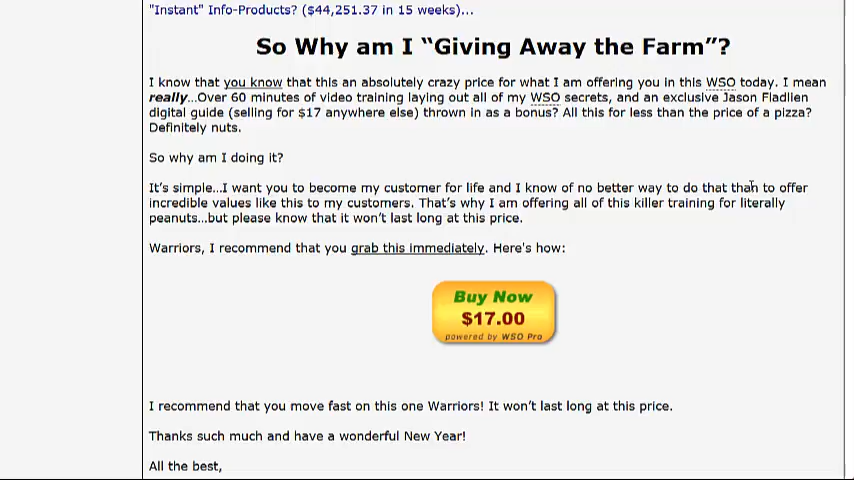 "Instant" Info-Products? ($44,251.37 in 15 weeks)...
So Why am I “Giving Away the Farm”?
I know that you know that this an absolutely crazy price for what I am offering you in this WSO today. I mean
really...Over 60 minutes of video training laying out all of my WSO secrets, and an exclusive Jason Fladlien
digital guide (selling for $17 anywhere else) thrown in as a bonus? All this for less than the price of a pizza?
Definitely nuts.
So why am I doing it?
It’s simple...I want you to become my customer for life and I know of no better way to do that than to offer
incredible values like this to my customers. That’s why I am offering all of this killer training for literally
peanuts...but please know that it won’t last long at this price.
Warriors, I recommend that you grab this immediately. Here's how:
Buy Now
$17.00
powered by WSO Pro
I recommend that you move fast on this one Warriors! It won’t last long at this price.
Thanks such much and have a wonderful New Year!
All the best,